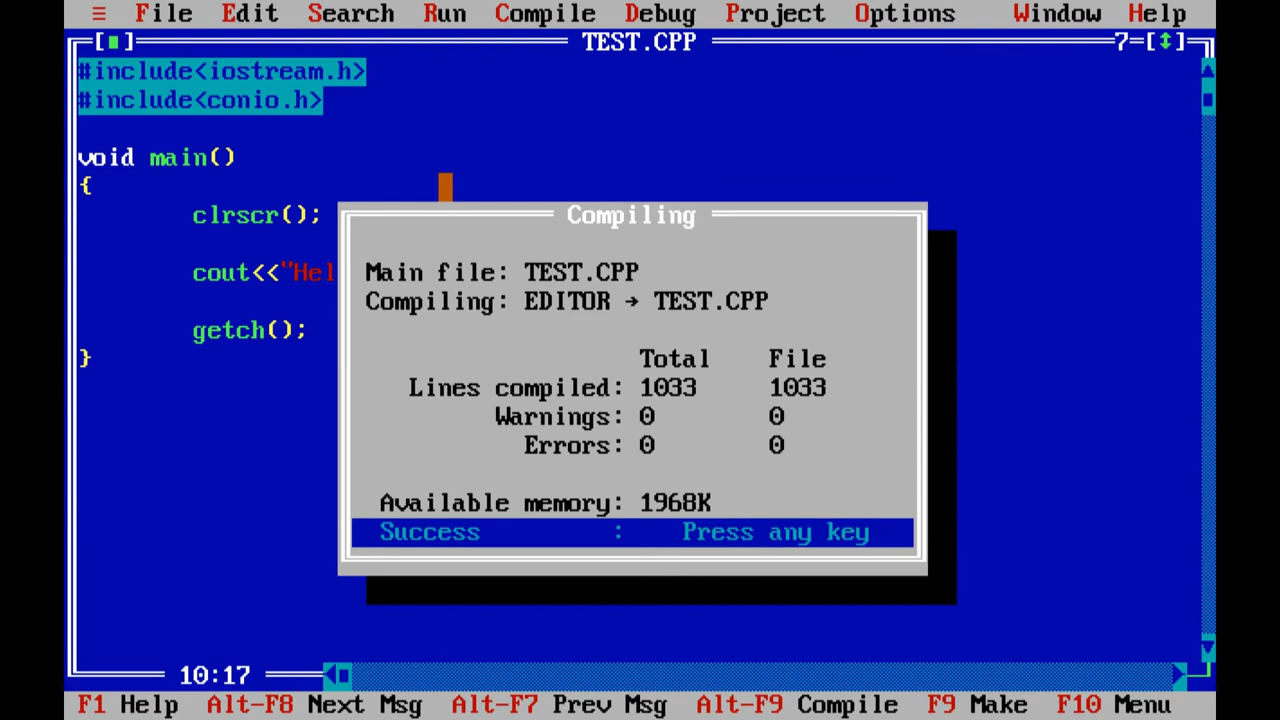 ≡ File Edit Search Run Compile Debug Project Options Window Help
[■] TEST.CPP 7=[↕]
#include<iostream.h>
#include<conio.h>
void main()
{
clrscr();
cout<<"Hel
getch();
}
Compiling
Main file: TEST.CPP
Compiling: EDITOR → TEST.CPP
Total File
Lines compiled: 1033 1033
Warnings: 0 0
Errors: 0 0
Available memory: 1968K
Success : Press any key
10:17
F1 Help Alt-F8 Next Msg Alt-F7 Prev Msg Alt-F9 Compile F9 Make F10 Menu